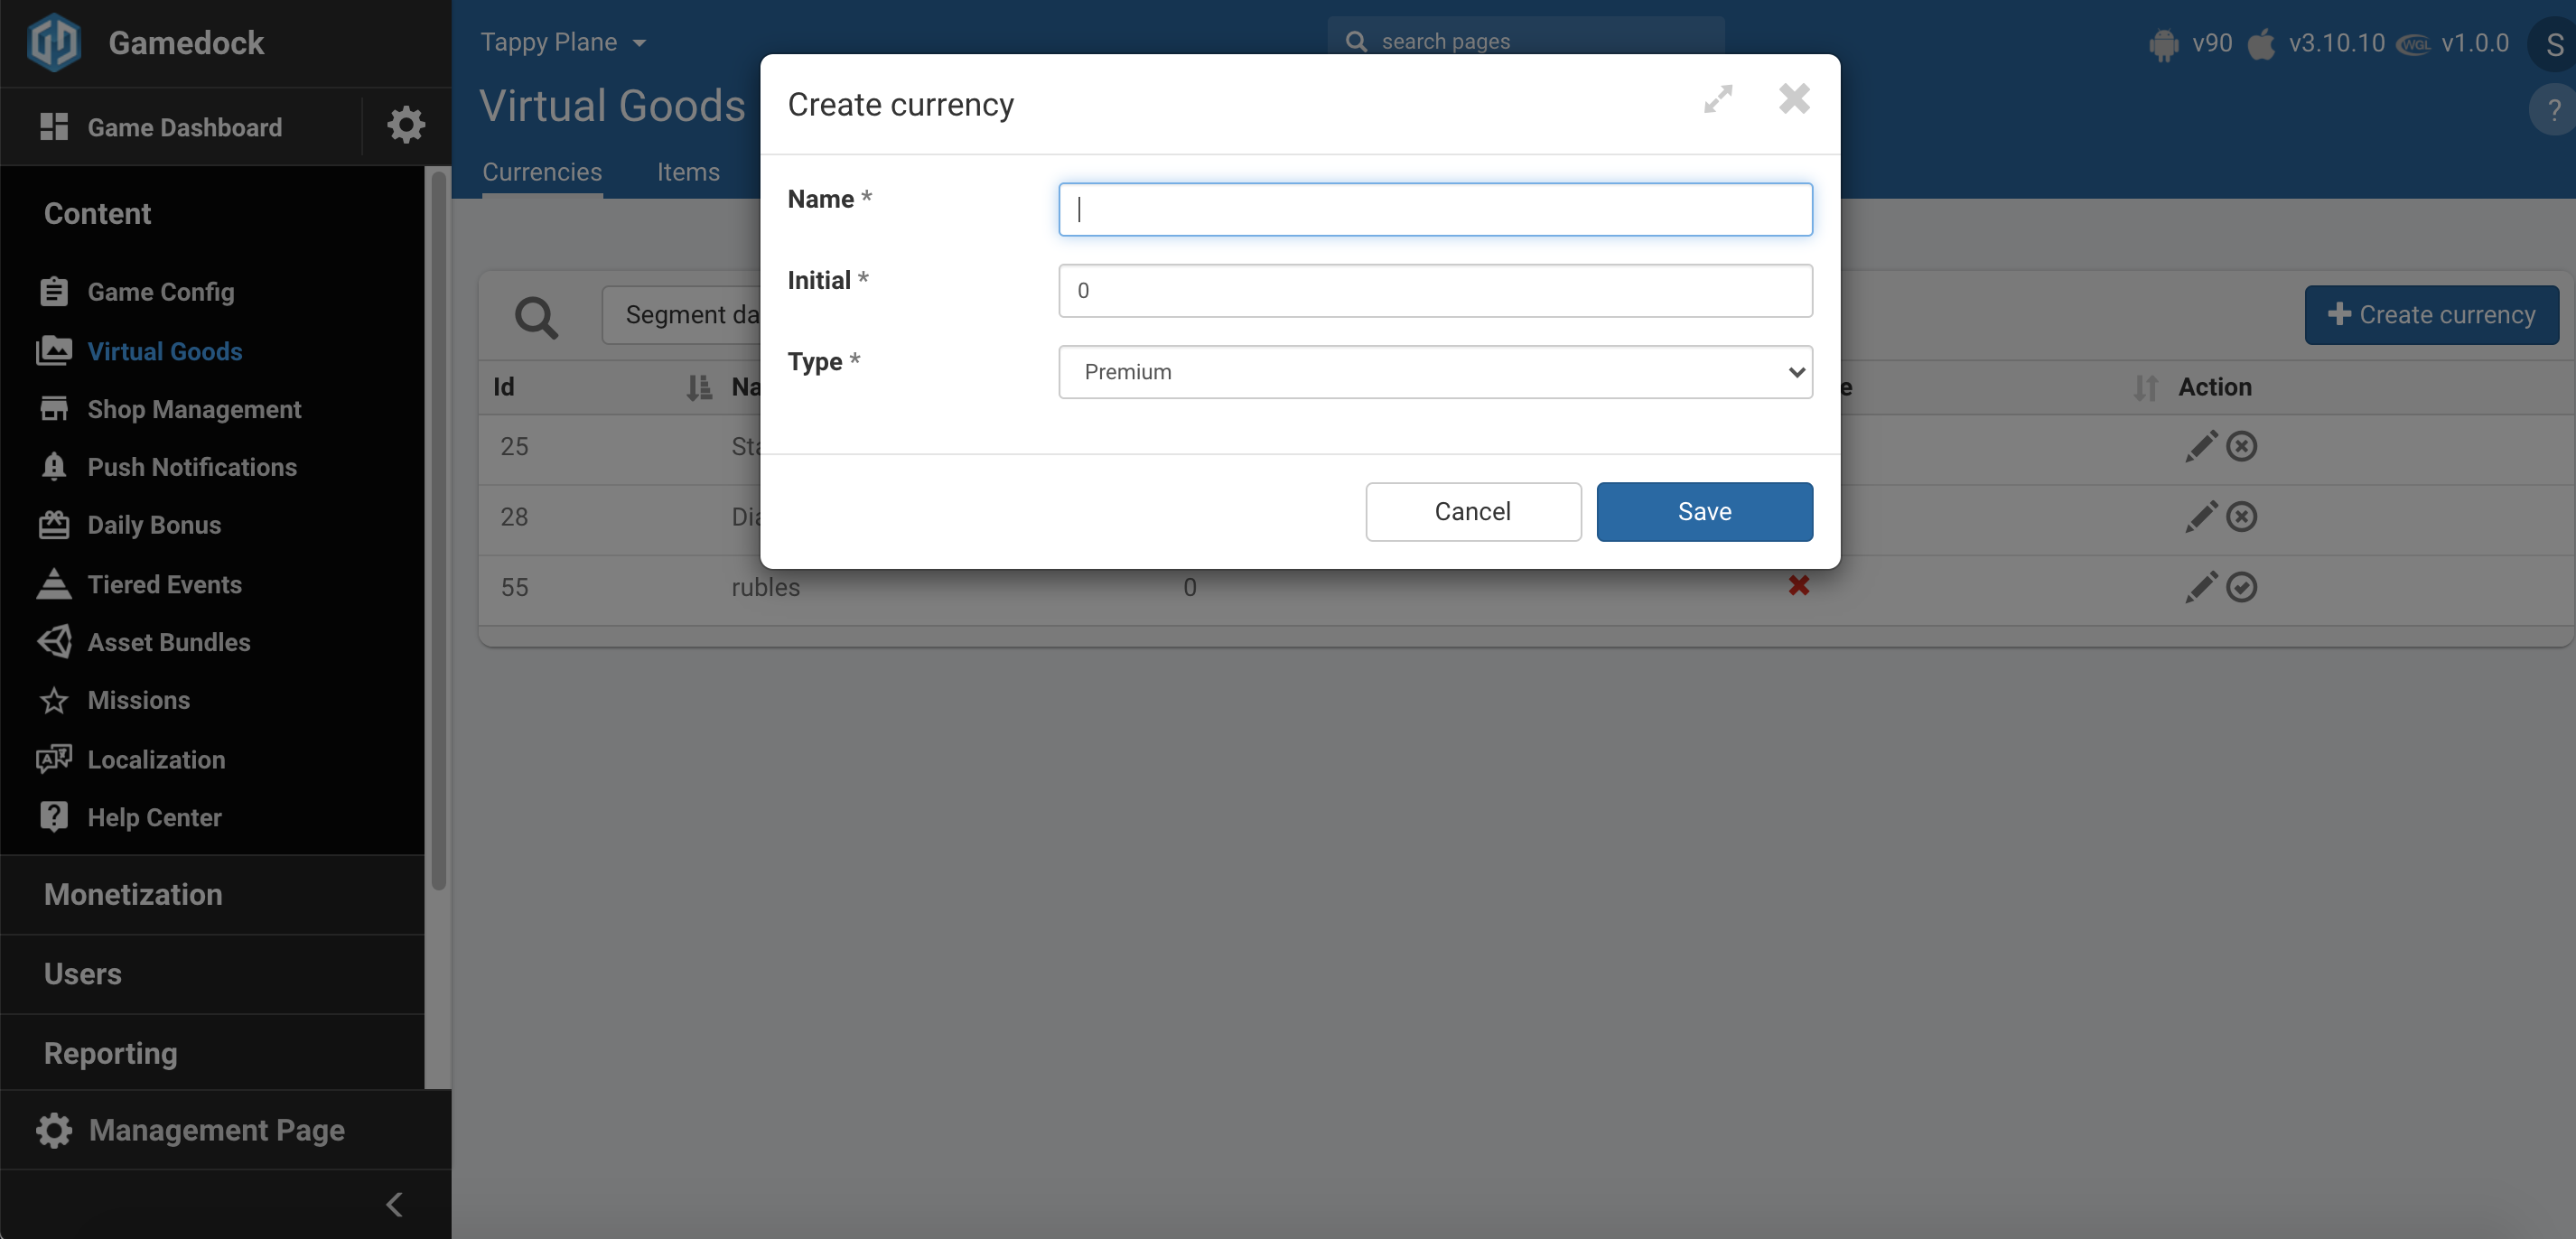 Gamedock
Tappy Plane
search pages
v90
v3.10.10
WGL
v1.0.0
S
Game Dashboard
Virtual Goods
?
Currencies
Items
Create currency
Name *
Initial *
0
Type *
Premium
Cancel
Save
Content
Game Config
Virtual Goods
Shop Management
Push Notifications
Daily Bonus
Tiered Events
Asset Bundles
Missions
Localization
Help Center
Monetization
Users
Reporting
Management Page
Segment da
Create currency
Id
Na
e
Action
25
Sta
28
Dia
55
rubles
0